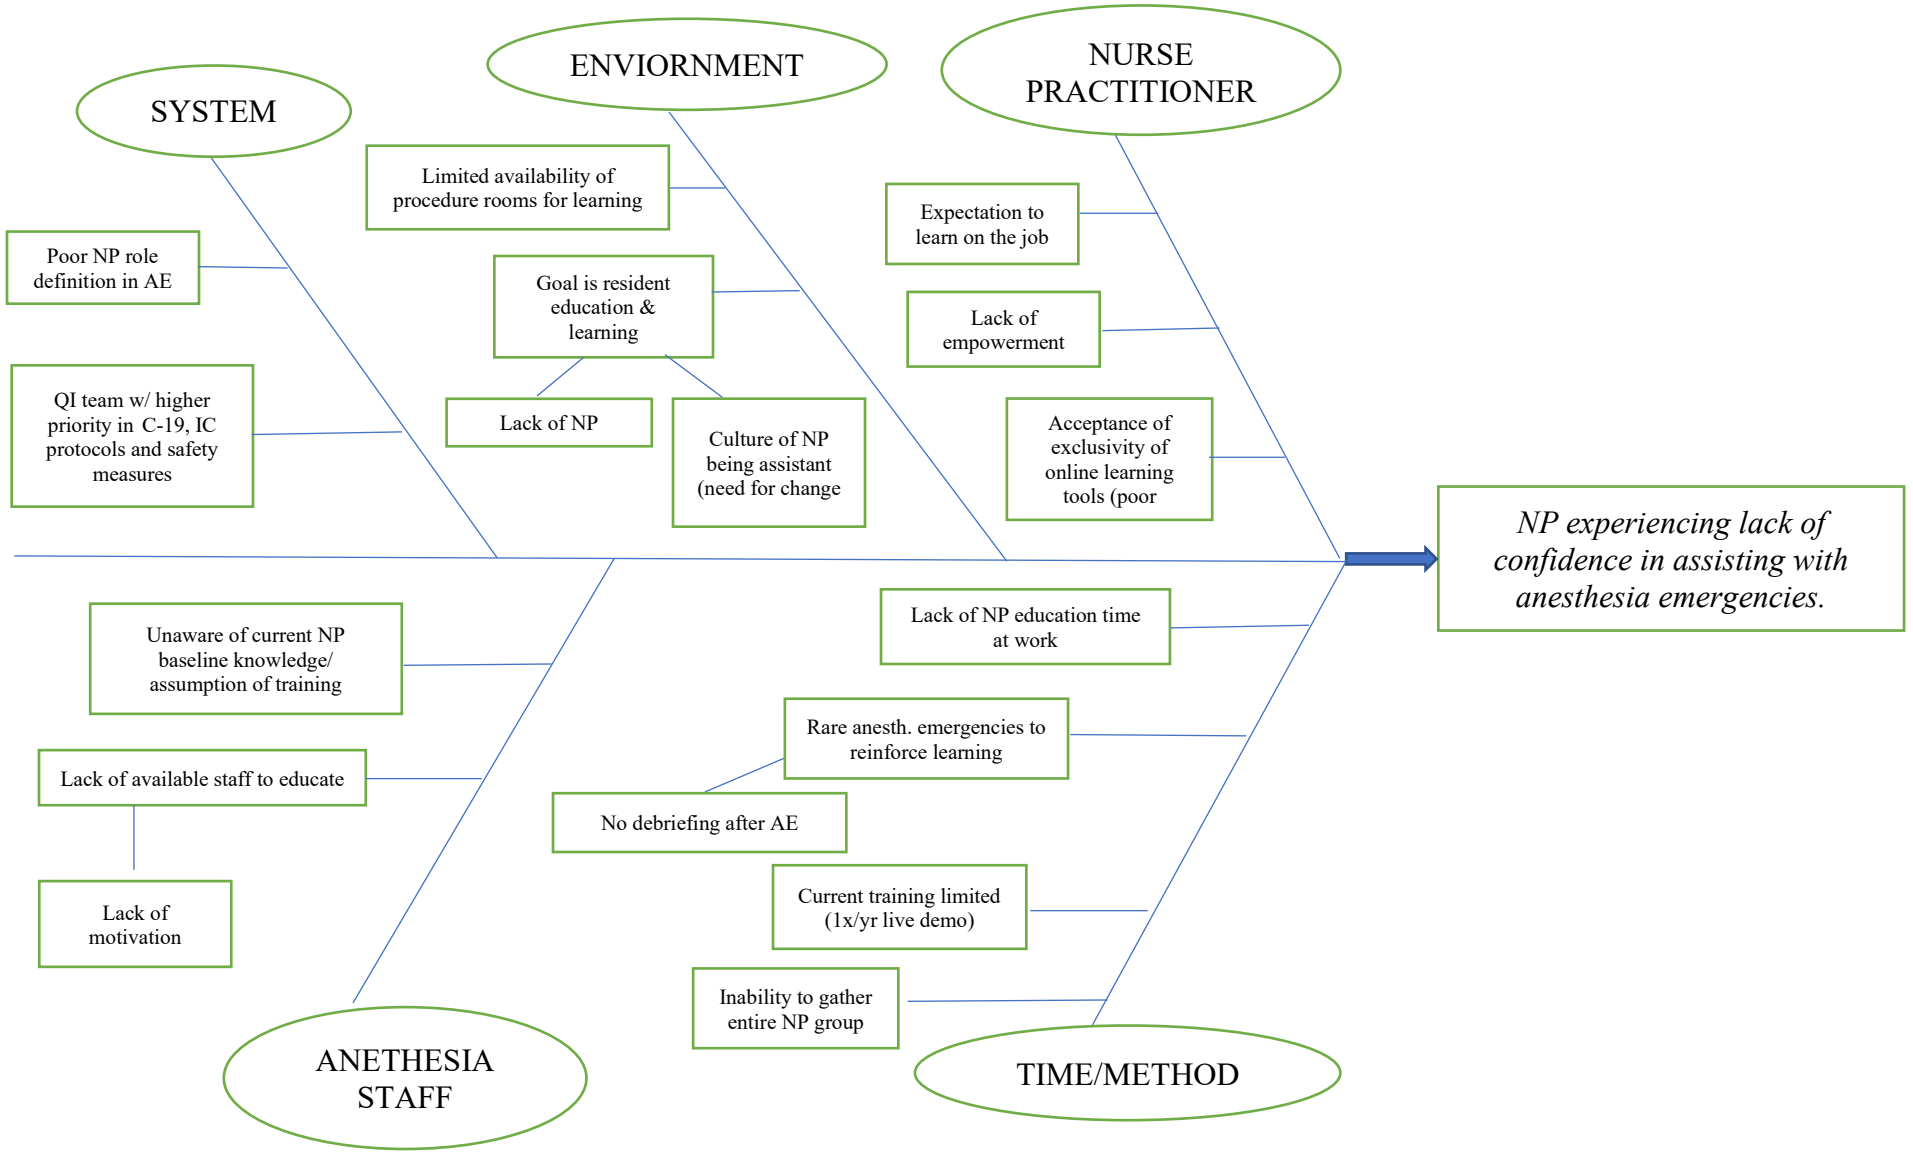 SYSTEM
ENVIORNMENT
NURSE
PRACTITIONER
Poor NP role
definition in AE
QI team w/ higher
priority in C-19, IC
protocols and safety
measures
Limited availability of
procedure rooms for learning
Goal is resident
education &
learning
Lack of NP
Culture of NP
being assistant
(need for change
Expectation to
learn on the job
Lack of
empowerment
Acceptance of
exclusivity of
online learning
tools (poor
NP experiencing lack of
confidence in assisting with
anesthesia emergencies.
Unaware of current NP
baseline knowledge/
assumption of training
Lack of available staff to educate
Lack of
motivation
ANETHESIA
STAFF
Lack of NP education time
at work
Rare anesth. emergencies to
reinforce learning
No debriefing after AE
Current training limited
(1x/yr live demo)
Inability to gather
entire NP group
TIME/METHOD